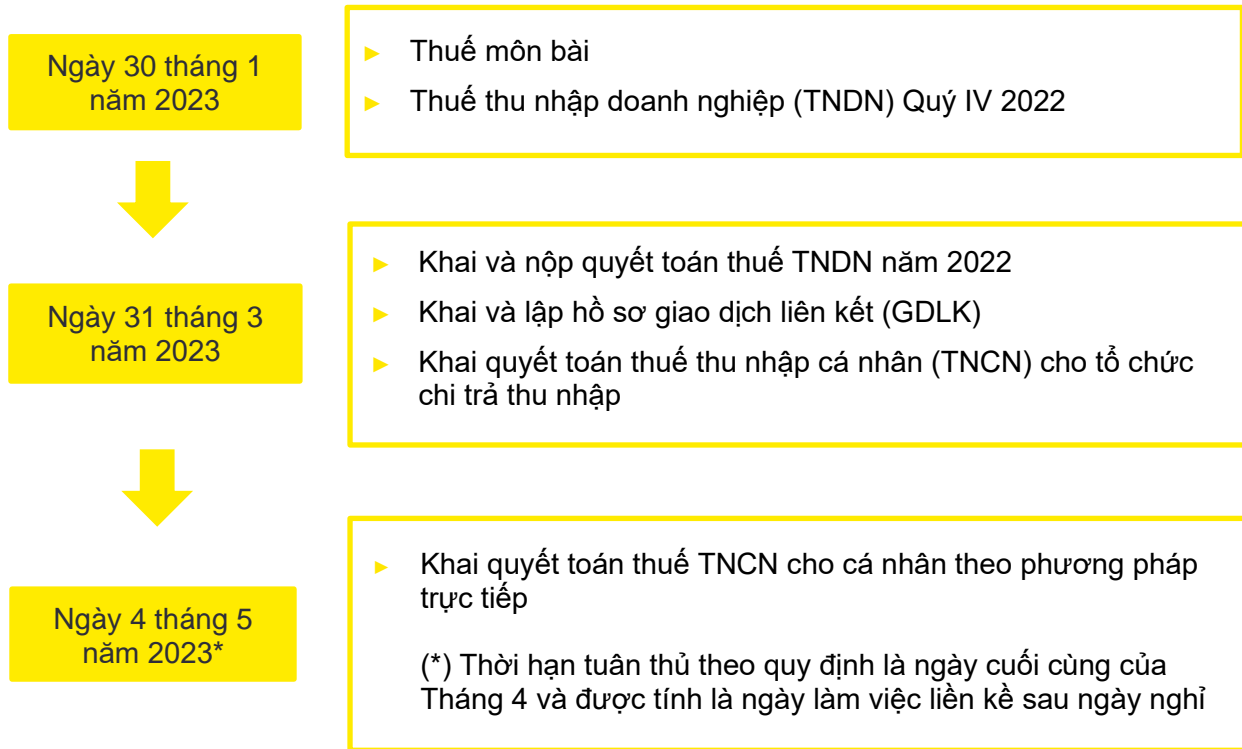 Ngày 30 tháng 1
năm 2023
► Thuế môn bài
► Thuế thu nhập doanh nghiệp (TNDN) Quý IV 2022
Ngày 31 tháng 3
năm 2023
► Khai và nộp quyết toán thuế TNDN năm 2022
► Khai và lập hồ sơ giao dịch liên kết (GDLK)
► Khai quyết toán thuế thu nhập cá nhân (TNCN) cho tổ chức
chi trả thu nhập
Ngày 4 tháng 5
năm 2023*
► Khai quyết toán thuế TNCN cho cá nhân theo phương pháp
trực tiếp
(*) Thời hạn tuân thủ theo quy định là ngày cuối cùng của
Tháng 4 và được tính là ngày làm việc liền kề sau ngày nghỉ